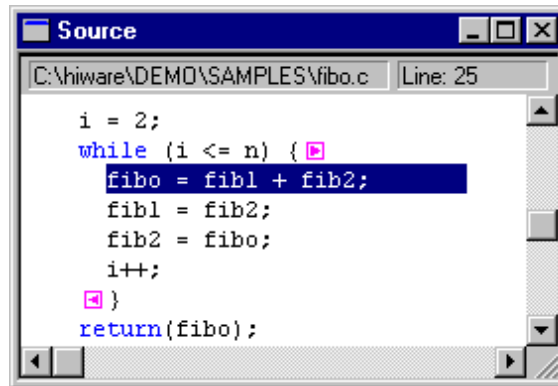 Source
C:\hiware\DEMO\SAMPLES\fibo.c Line: 25
i = 2;
while (i <= n) {
fibo = fib1 + fib2;
fib1 = fib2;
fib2 = fibo;
i++;
}
return(fibo);